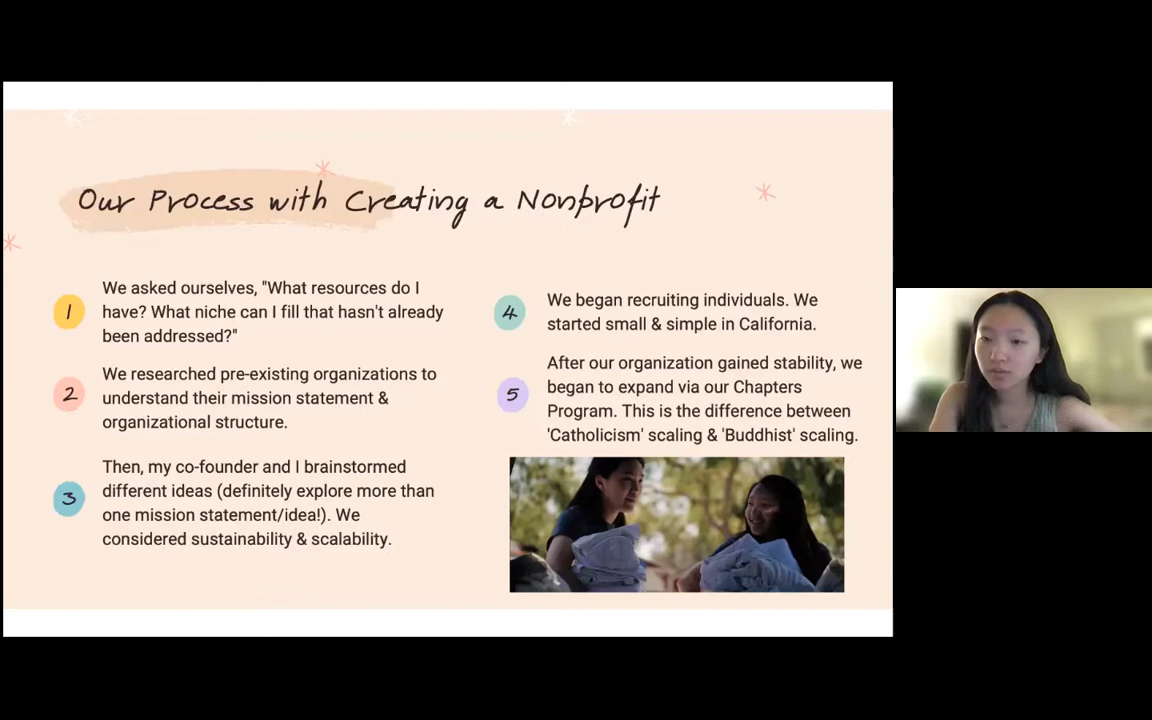 Our Process with Creating a Nonprofit
1
We asked ourselves, "What resources do I
have? What niche can I fill that hasn't already
been addressed?"
2
We researched pre-existing organizations to
understand their mission statement &
organizational structure.
3
Then, my co-founder and I brainstormed
different ideas (definitely explore more than
one mission statement/idea!). We
considered sustainability & scalability.
4
We began recruiting individuals. We
started small & simple in California.
5
After our organization gained stability, we
began to expand via our Chapters
Program. This is the difference between
'Catholicism' scaling & 'Buddhist' scaling.